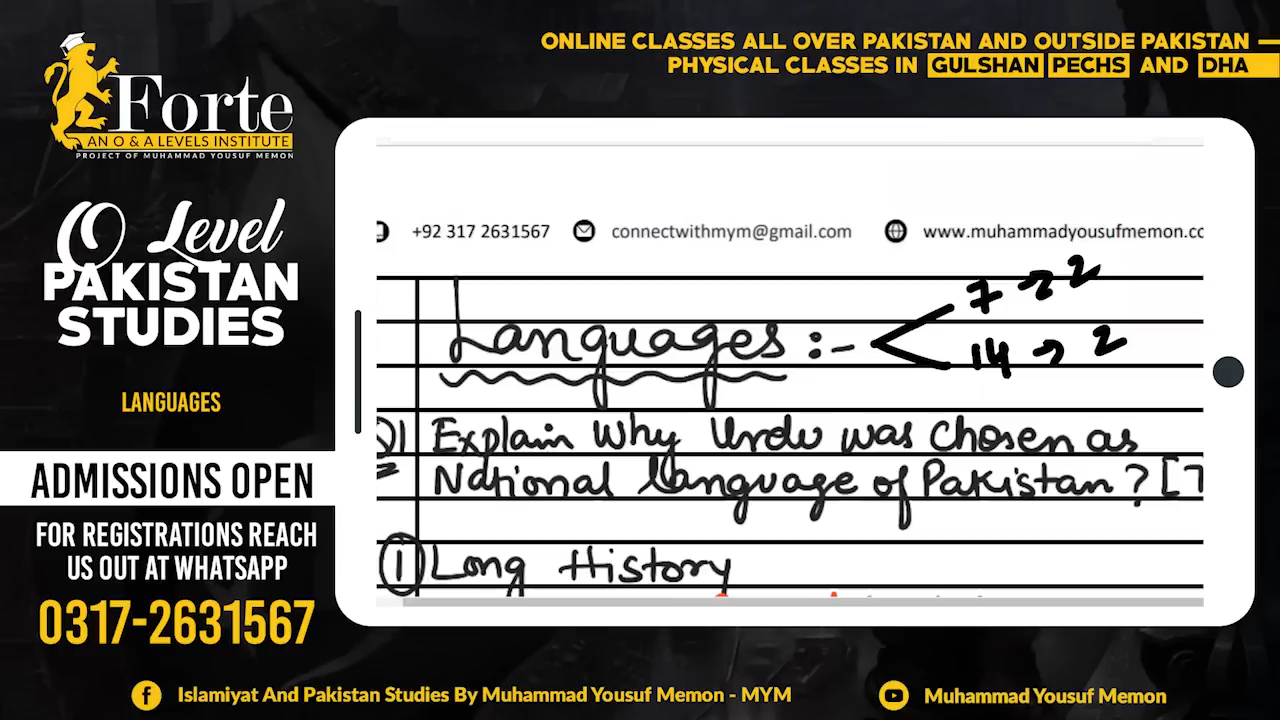 ONLINE CLASSES ALL OVER PAKISTAN AND OUTSIDE PAKISTAN
PHYSICAL CLASSES IN GULSHAN PECHS AND DHA
Forte
AN O & A LEVELS INSTITUTE
PROJECT OF MUHAMMAD YOUSUF MEMON
O Level
PAKISTAN
STUDIES
LANGUAGES
ADMISSIONS OPEN
FOR REGISTRATIONS REACH
US OUT AT WHATSAPP
0317-2631567
+92 317 2631567 connectwithmym@gmail.com www.muhammadyousufmemon.co
Languages :-
7 → 2
14 → 2
Q1 Explain why Urdu was chosen as
National language of Pakistan? [7
1 Long History
Islamiyat And Pakistan Studies By Muhammad Yousuf Memon - MYM
Muhammad Yousuf Memon